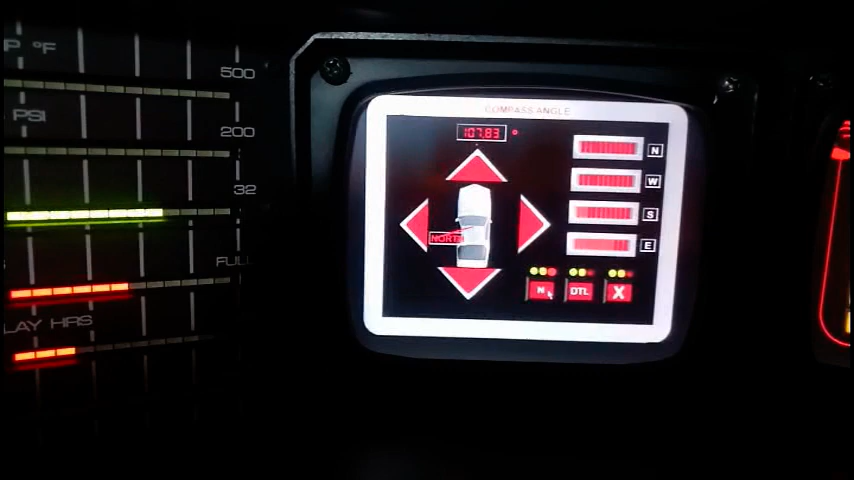 °F
500
PSI
200
32
FULL
LAY HRS
COMPASS ANGLE
107.83 °
NORTH
N
W
S
E
N
DTL
X